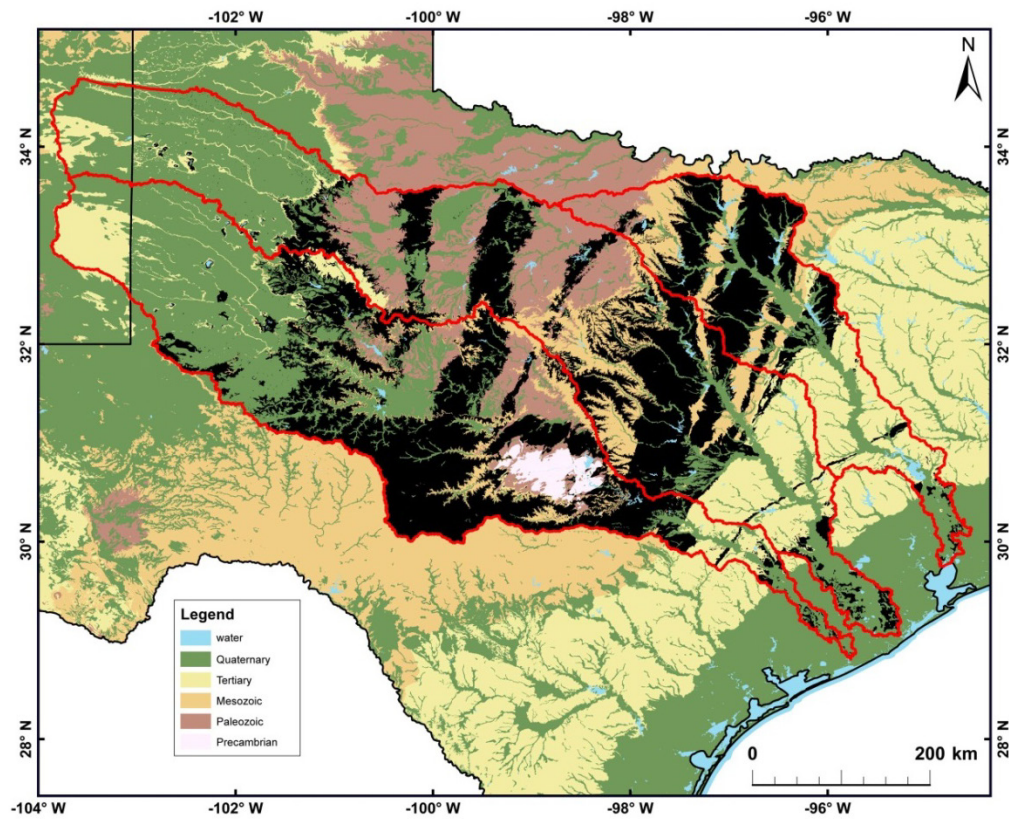 -102° W -100° W -98° W -96° W
N
34° N 34° N
32° N 32° N
30° N 30° N
28° N 28° N
Legend
water
Quaternary
Tertiary
Mesozoic
Paleozoic
Precambrian
0 200 km
-104° W -102° W -100° W -98° W -96° W